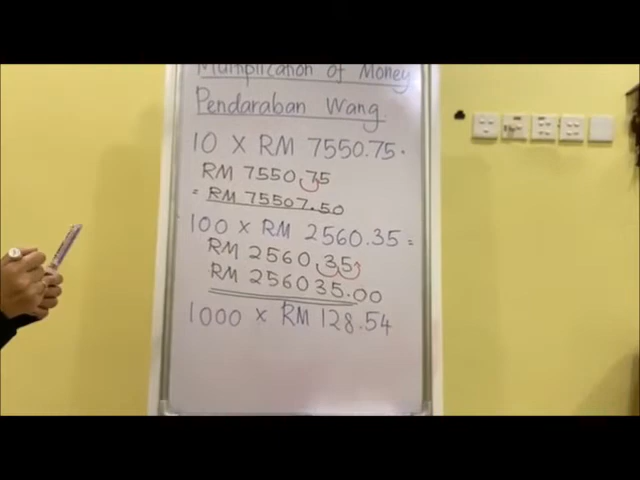 Multiplication of Money
Pendaraban Wang
10 X RM 7550.75.
RM 7550 75
= RM 75507.50
100 x RM 2560.35 =
RM 2560 35
RM 256035.00
1000 x RM 128.54